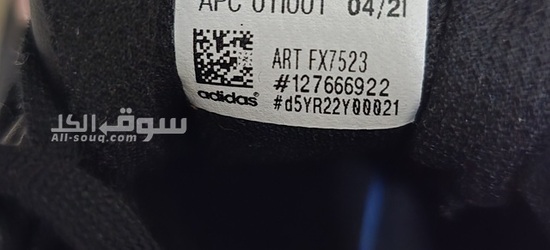 APC 011001 04/21
ART FX7523
#127666922
adidas®
#d5YR22Y00021
سوق الكل
All-souq.com